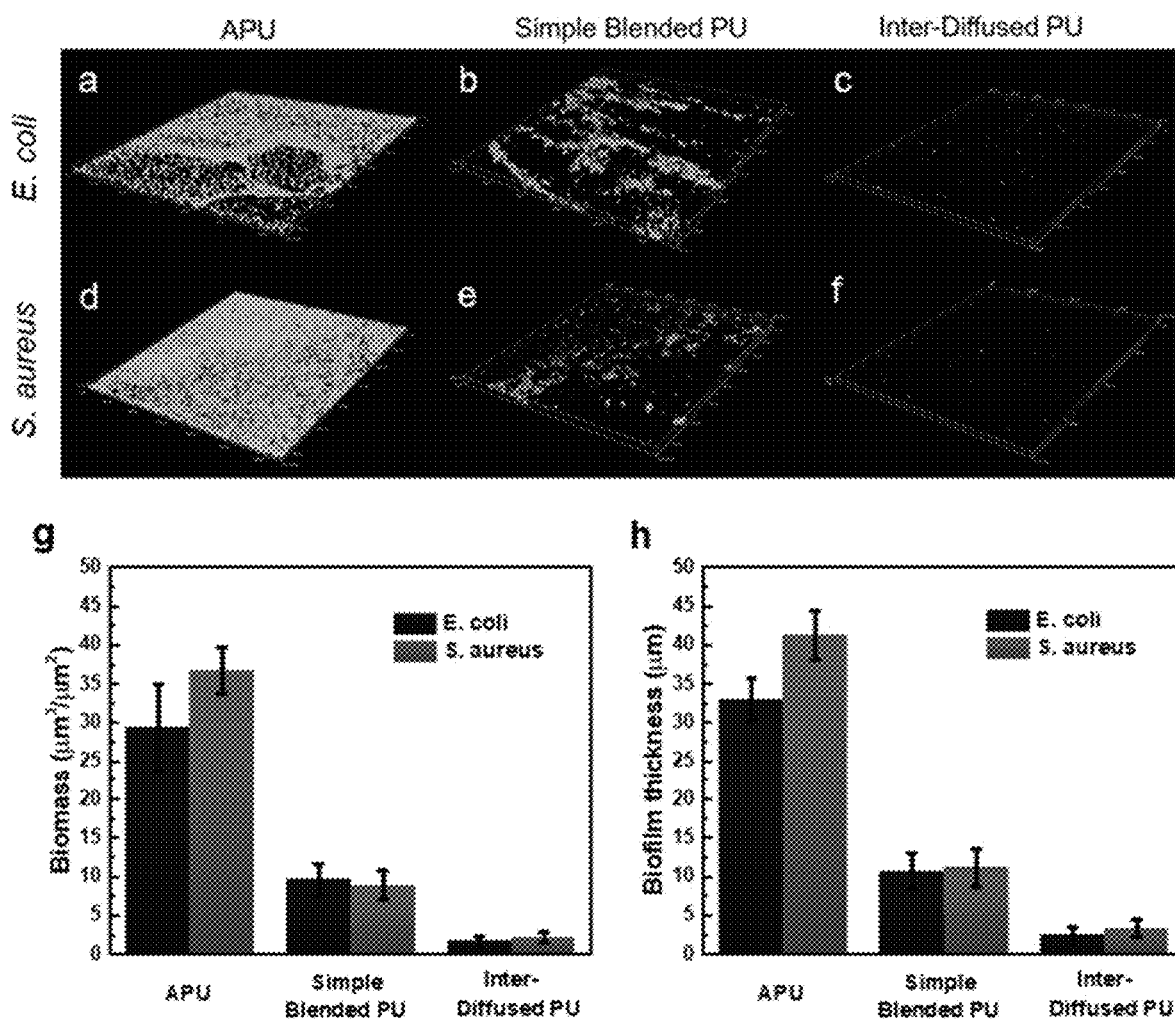 APU
Simple Blended PU
Inter-Diffused PU
E. coli
a
b
c
S. aureus
d
e
f
g
Biomass (μm³/μm²)
50
45
40
35
30
25
20
15
10
5
0
E. coli
S. aureus
APU
Simple
Blended PU
Inter-
Diffused PU
h
Biofilm thickness (μm)
50
45
40
35
30
25
20
15
10
5
0
E. coli
S. aureus
APU
Simple
Blended PU
Inter-
Diffused PU